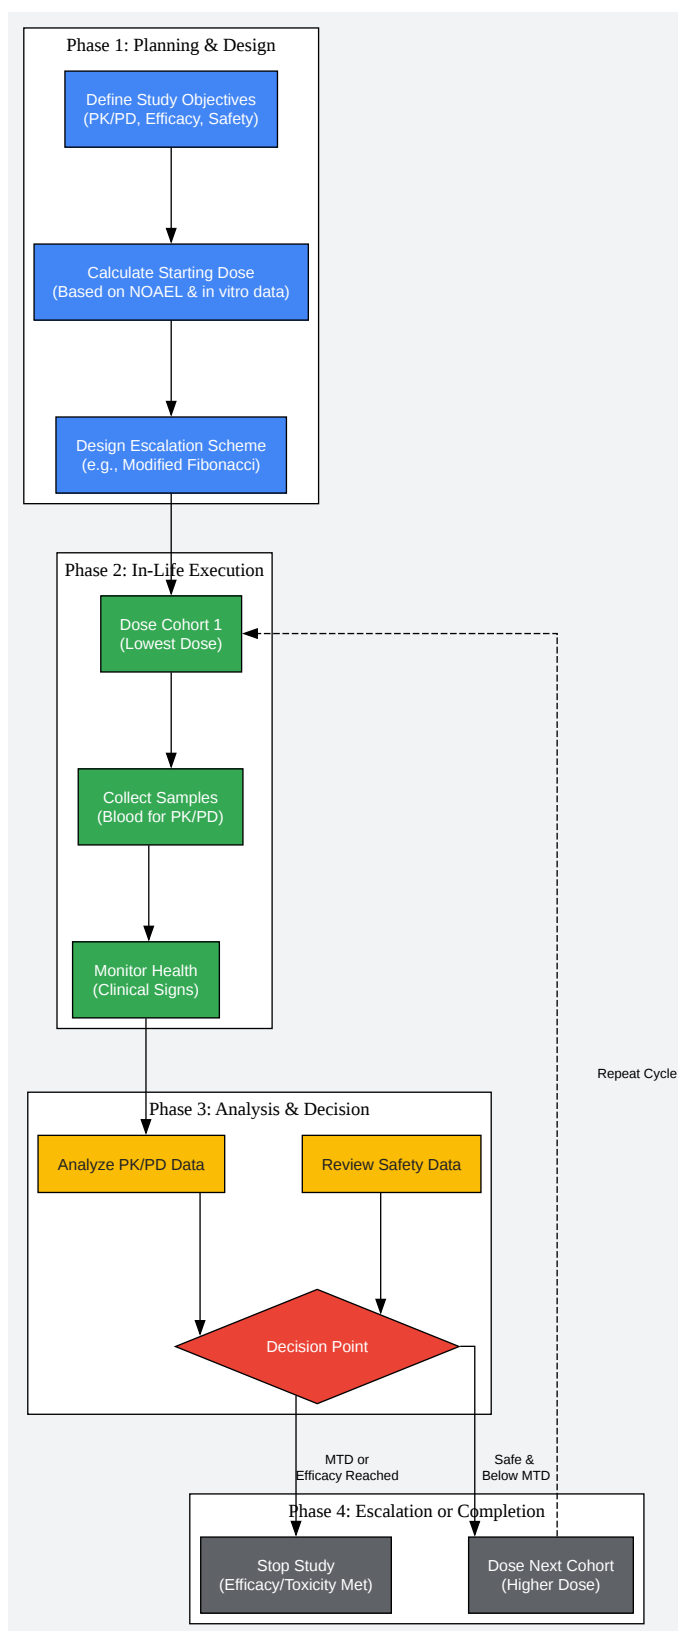 Phase 1: Planning & Design
Define Study Objectives
(PK/PD, Efficacy, Safety)
Calculate Starting Dose
(Based on NOAEL & in vitro data)
Design Escalation Scheme
(e.g., Modified Fibonacci)
Phase 2: In-Life Execution
Dose Cohort 1
(Lowest Dose)
Collect Samples
(Blood for PK/PD)
Monitor Health
(Clinical Signs)
Repeat Cycle
Phase 3: Analysis & Decision
Analyze PK/PD Data
Review Safety Data
Decision Point
MTD or
Efficacy Reached
Safe &
Below MTD
Phase 4: Escalation or Completion
Stop Study
(Efficacy/Toxicity Met)
Dose Next Cohort
(Higher Dose)